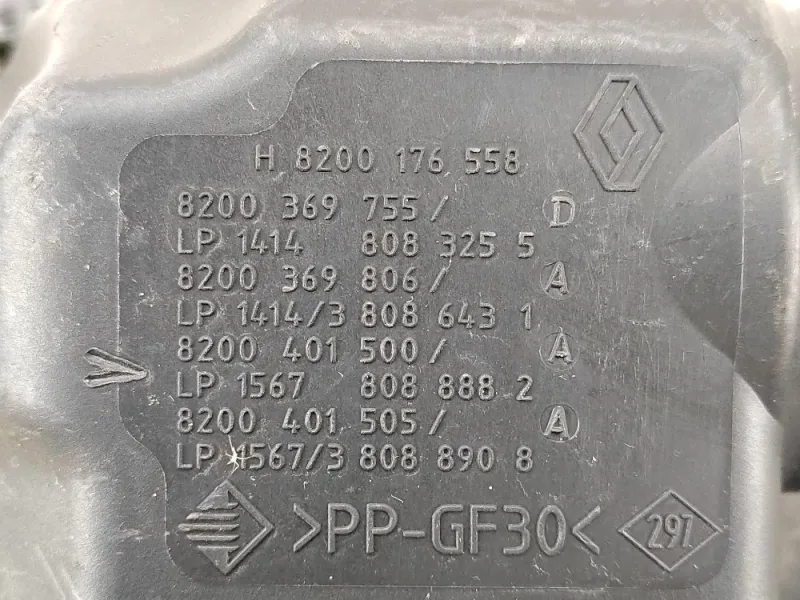 H 8200 176 558
8200 369 755/ D
LP 1414 808 325 5
8200 369 806/ A
LP 1414/3 808 643 1
8200 401 500/ A
LP 1567 808 888 2
8200 401 505/ A
LP 1567/3 808 890 8
>PP-GF30< 297